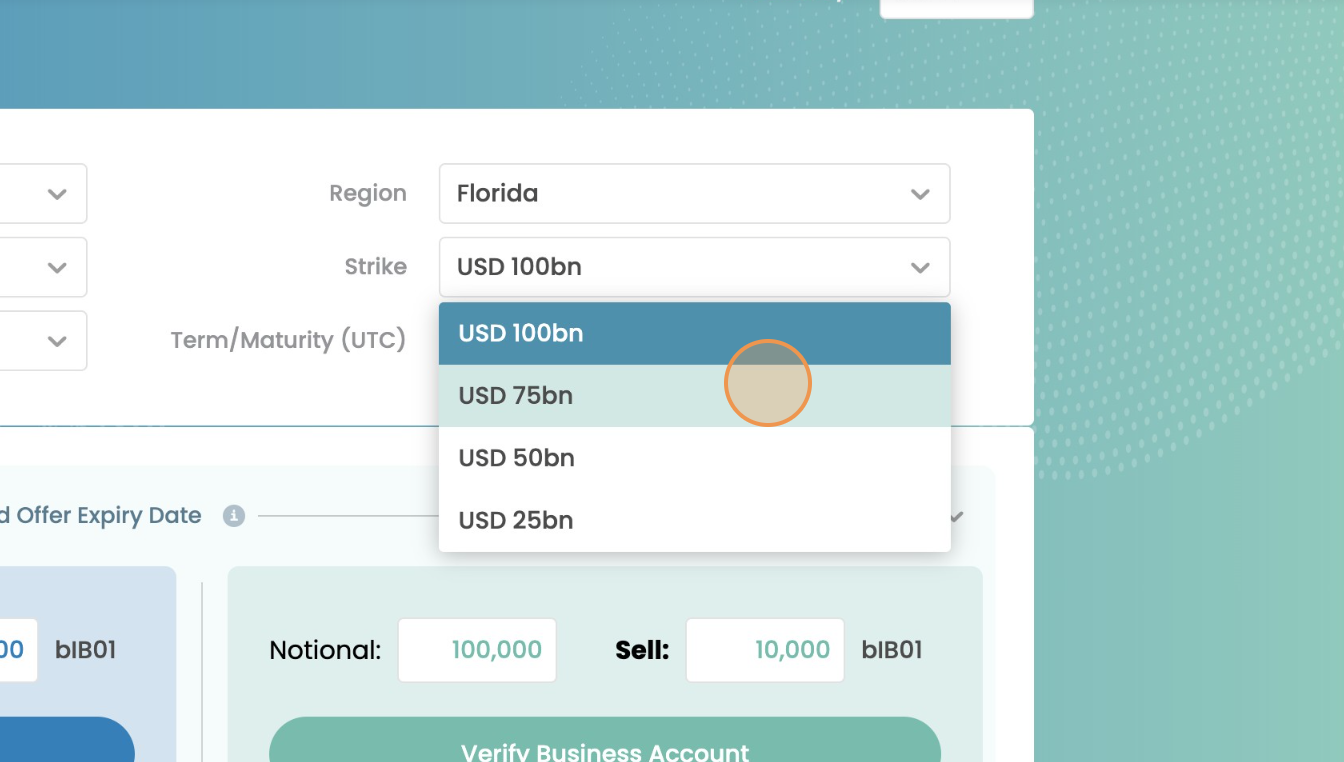 Region
Florida
Strike
USD 100bn
Term/Maturity (UTC)
USD 100bn
USD 75bn
USD 50bn
USD 25bn
d Offer Expiry Date
00 bIB01
Notional: 100,000 Sell: 10,000 bIB01
Verify Business Account